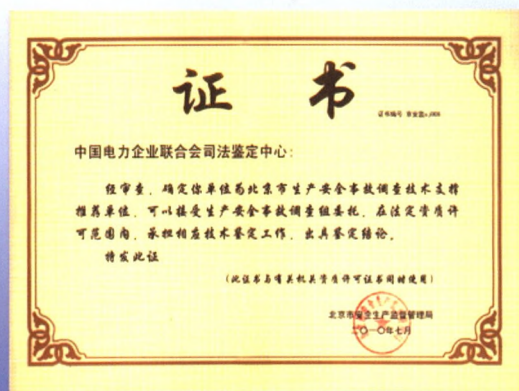 证 书
证书编号
中国电力企业联合会司法鉴定中心：
经审查，确定你单位为北京市生产安全事故调查技术支撑
推荐单位，可以接受生产安全事故调查组委托，在法定资质许
可范围内，承担相应技术鉴定工作，出具鉴定结论。
特发此证
（此证书与有关机关资质许可证书同时使用）
北京市安全生产监督管理局
二〇一〇年七月